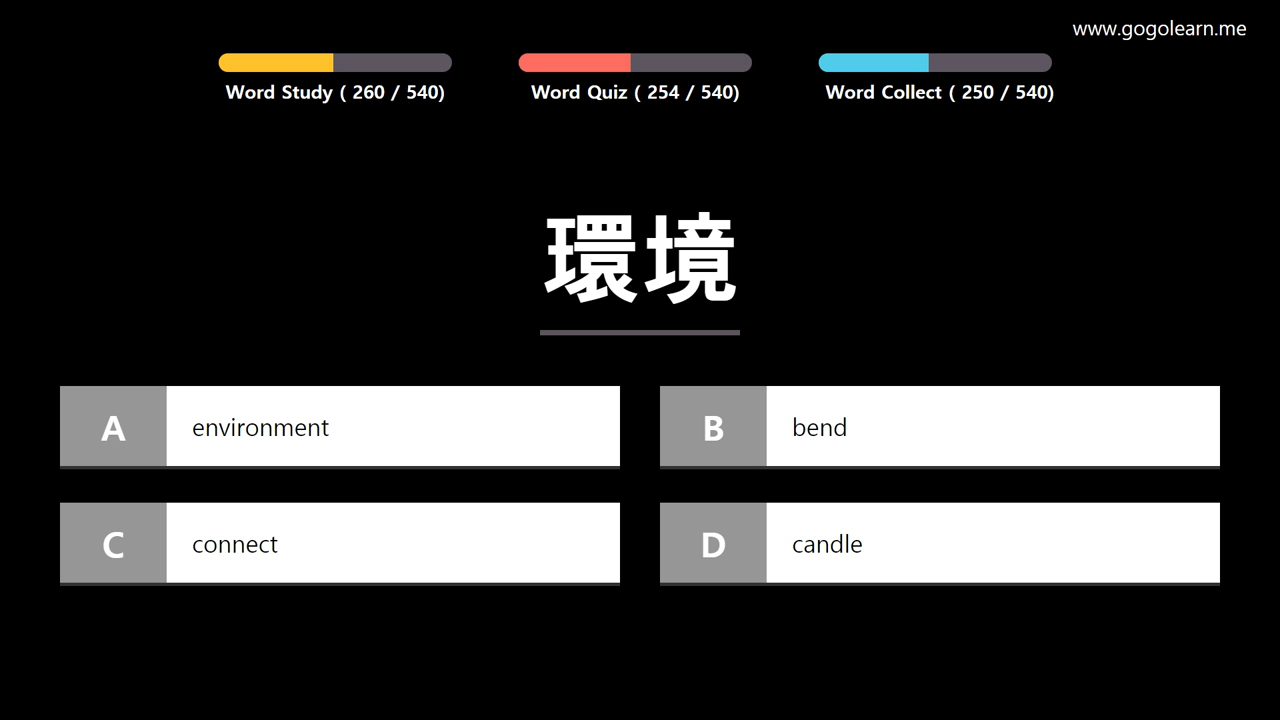 www.gogolearn.me
Word Study ( 260 / 540)
Word Quiz ( 254 / 540)
Word Collect ( 250 / 540)
環境
A environment
B bend
C connect
D candle